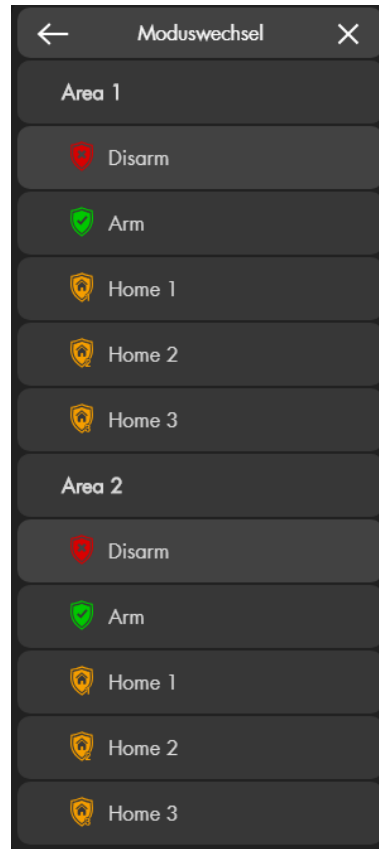 Moduswechsel
Area 1
Disarm
Arm
Home 1
Home 2
Home 3
Area 2
Disarm
Arm
Home 1
Home 2
Home 3